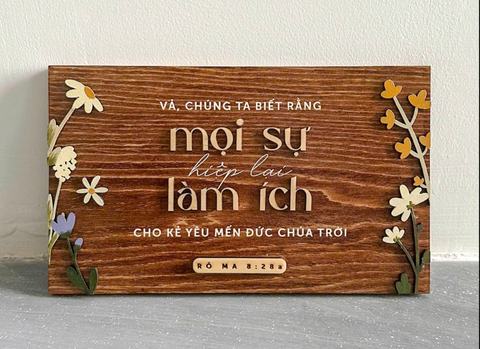 VẢ, CHÚNG TA BIẾT RẰNG
mọi sự
hiệp lại
làm ích
CHO KẺ YÊU MẾN ĐỨC CHÚA TRỜI
RÔ MA 8:28a